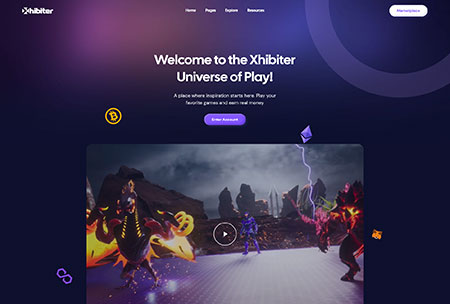 Xhibiter
Home Pages Explore Resources
Marketplace
Welcome to the Xhibiter
Universe of Play!
A place where inspiration starts here. Play your
favorite games and earn real money.
Enter Account